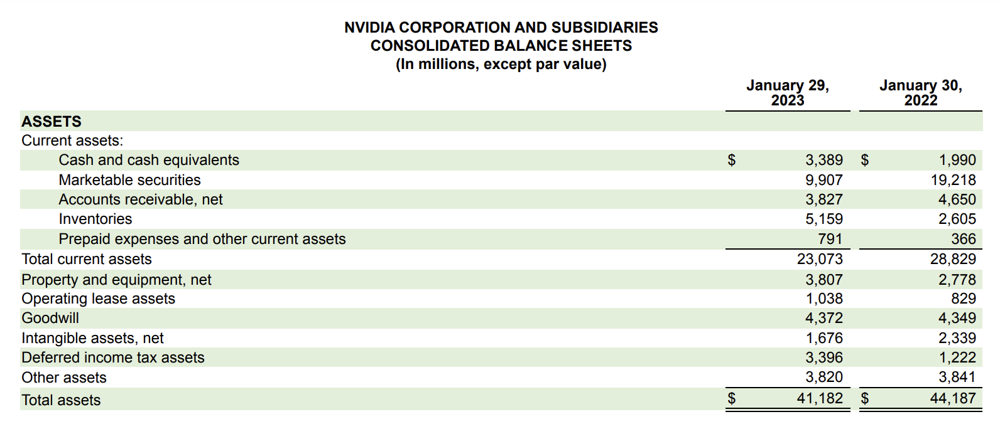 NVIDIA CORPORATION AND SUBSIDIARIES
CONSOLIDATED BALANCE SHEETS
(In millions, except par value)
January 29, 2023 January 30, 2022
ASSETS
Current assets:
Cash and cash equivalents $ 3,389 $ 1,990
Marketable securities 9,907 19,218
Accounts receivable, net 3,827 4,650
Inventories 5,159 2,605
Prepaid expenses and other current assets 791 366
Total current assets 23,073 28,829
Property and equipment, net 3,807 2,778
Operating lease assets 1,038 829
Goodwill 4,372 4,349
Intangible assets, net 1,676 2,339
Deferred income tax assets 3,396 1,222
Other assets 3,820 3,841
Total assets $ 41,182 $ 44,187